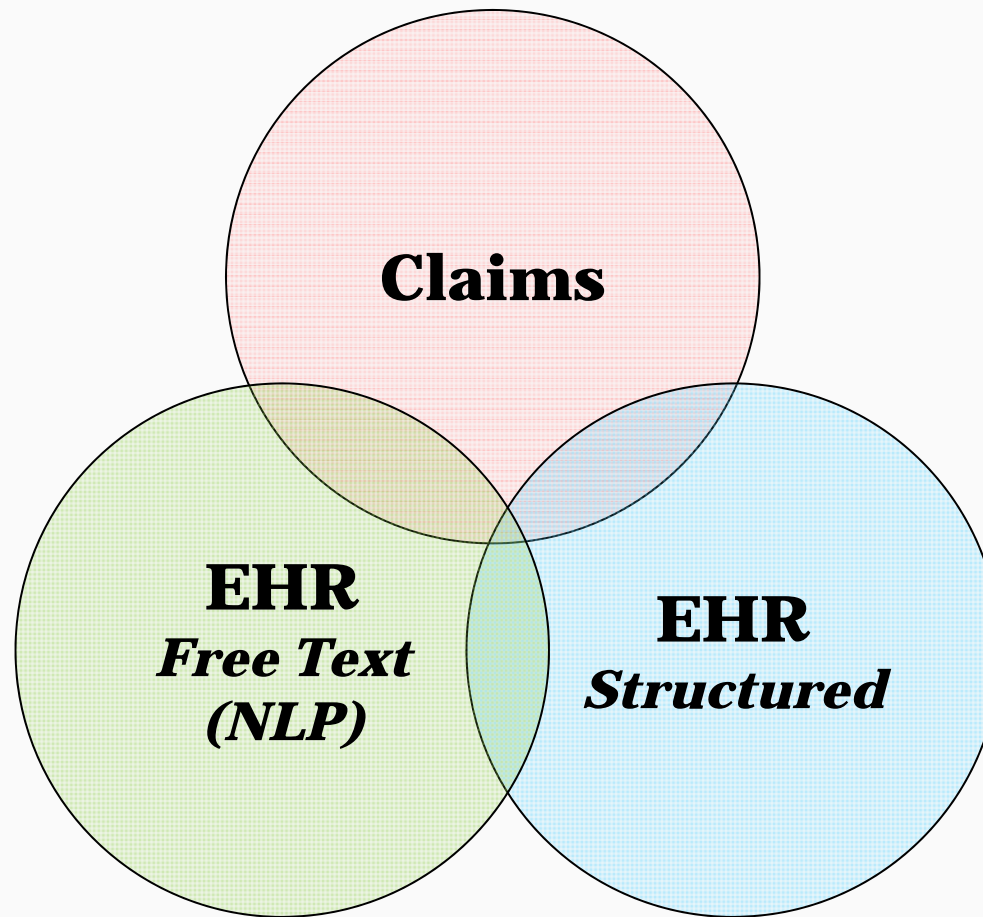 Claims
EHR
Free Text
(NLP)
EHR
Structured